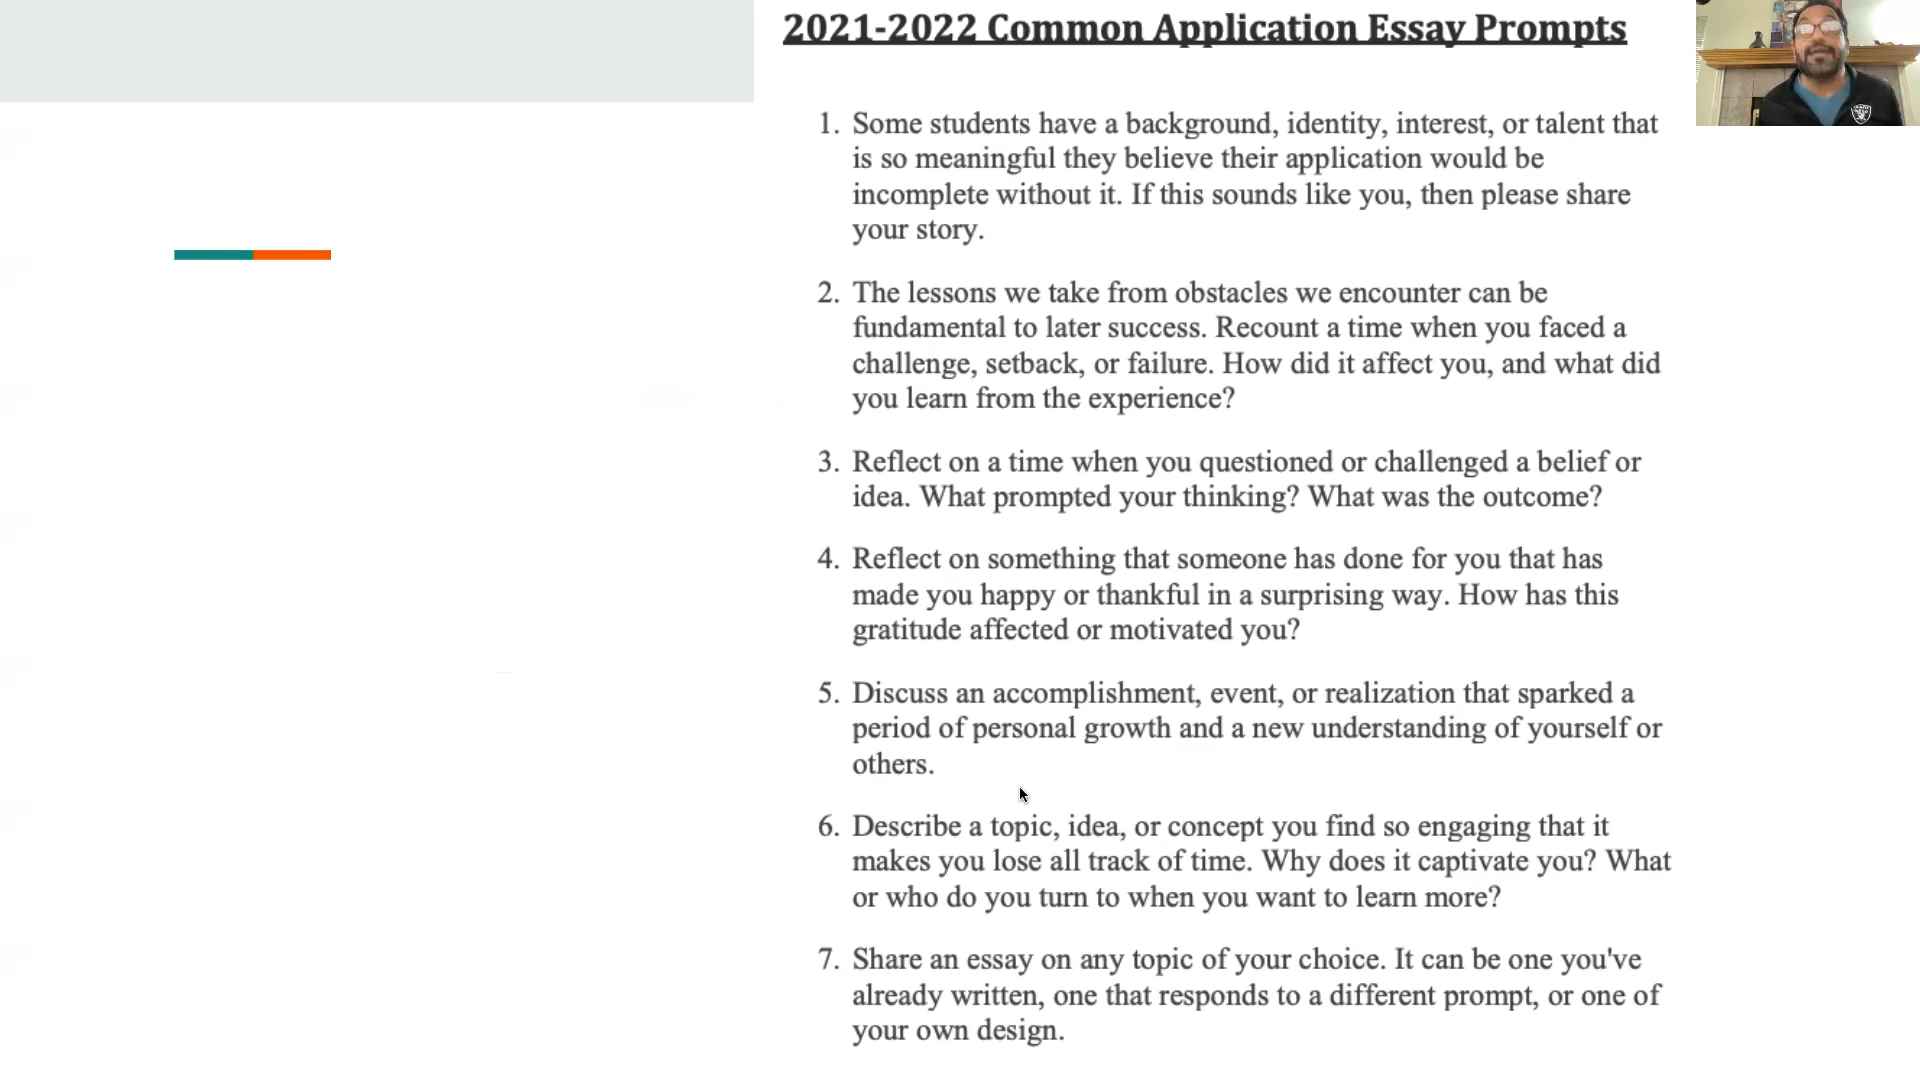 2021-2022 Common Application Essay Prompts
1. Some students have a background, identity, interest, or talent that
is so meaningful they believe their application would be
incomplete without it. If this sounds like you, then please share
your story.
2. The lessons we take from obstacles we encounter can be
fundamental to later success. Recount a time when you faced a
challenge, setback, or failure. How did it affect you, and what did
you learn from the experience?
3. Reflect on a time when you questioned or challenged a belief or
idea. What prompted your thinking? What was the outcome?
4. Reflect on something that someone has done for you that has
made you happy or thankful in a surprising way. How has this
gratitude affected or motivated you?
5. Discuss an accomplishment, event, or realization that sparked a
period of personal growth and a new understanding of yourself or
others.
6. Describe a topic, idea, or concept you find so engaging that it
makes you lose all track of time. Why does it captivate you? What
or who do you turn to when you want to learn more?
7. Share an essay on any topic of your choice. It can be one you've
already written, one that responds to a different prompt, or one of
your own design.